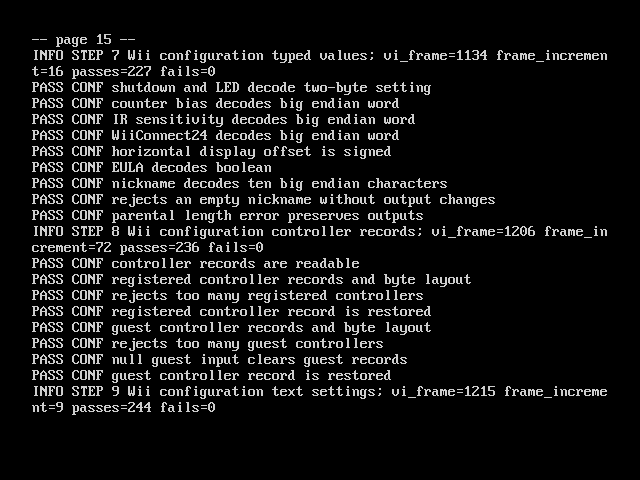 -- page 15 --
INFO STEP 7 Wii configuration typed values; vi_frame=1134 frame_incremen
t=16 passes=227 fails=0
PASS CONF shutdown and LED decode two-byte setting
PASS CONF counter bias decodes big endian word
PASS CONF IR sensitivity decodes big endian word
PASS CONF WiiConnect24 decodes big endian word
PASS CONF horizontal display offset is signed
PASS CONF EULA decodes boolean
PASS CONF nickname decodes ten big endian characters
PASS CONF rejects an empty nickname without output changes
PASS CONF parental length error preserves outputs
INFO STEP 8 Wii configuration controller records; vi_frame=1206 frame_in
crement=72 passes=236 fails=0
PASS CONF controller records are readable
PASS CONF registered controller records and byte layout
PASS CONF rejects too many registered controllers
PASS CONF registered controller record is restored
PASS CONF guest controller records and byte layout
PASS CONF rejects too many guest controllers
PASS CONF null guest input clears guest records
PASS CONF guest controller record is restored
INFO STEP 9 Wii configuration text settings; vi_frame=1215 frame_increme
nt=9 passes=244 fails=0